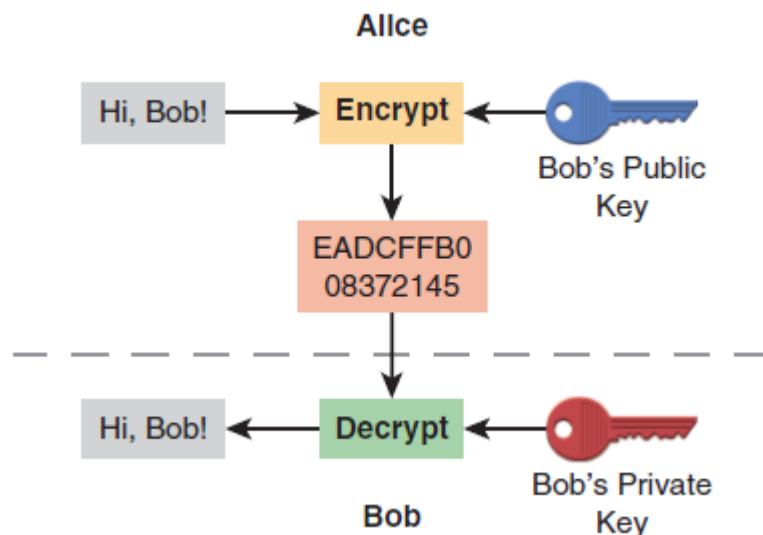 Alice
Hi, Bob!
Encrypt
Bob's Public
Key
EADCFFB0
08372145
Hi, Bob!
Decrypt
Bob's Private
Key
Bob